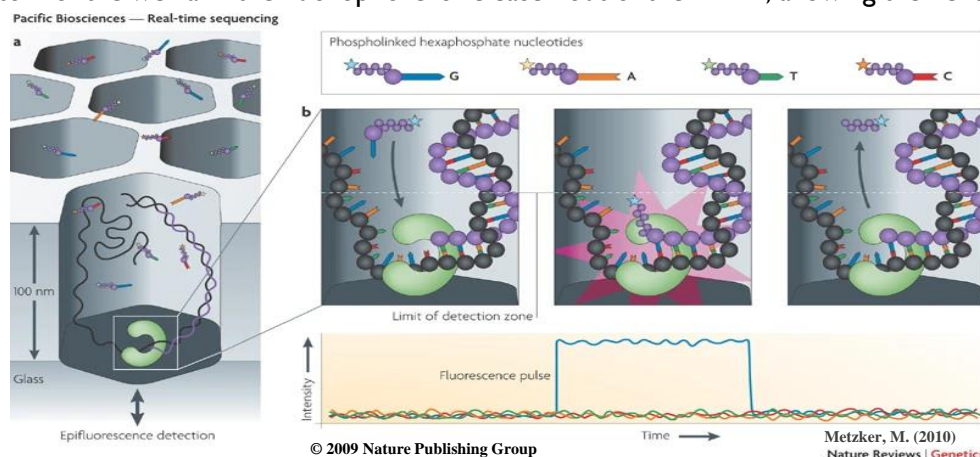 Pacific Biosciences — Real-time sequencing
a
Phospholinked hexaphosphate nucleotides
G
A
T
C
b
100 nm
Limit of detection zone
Glass
Fluorescence pulse
Intensity
Epifluorescence detection
Time
© 2009 Nature Publishing Group
Metzker, M. (2010)
Nature Reviews | Genetic